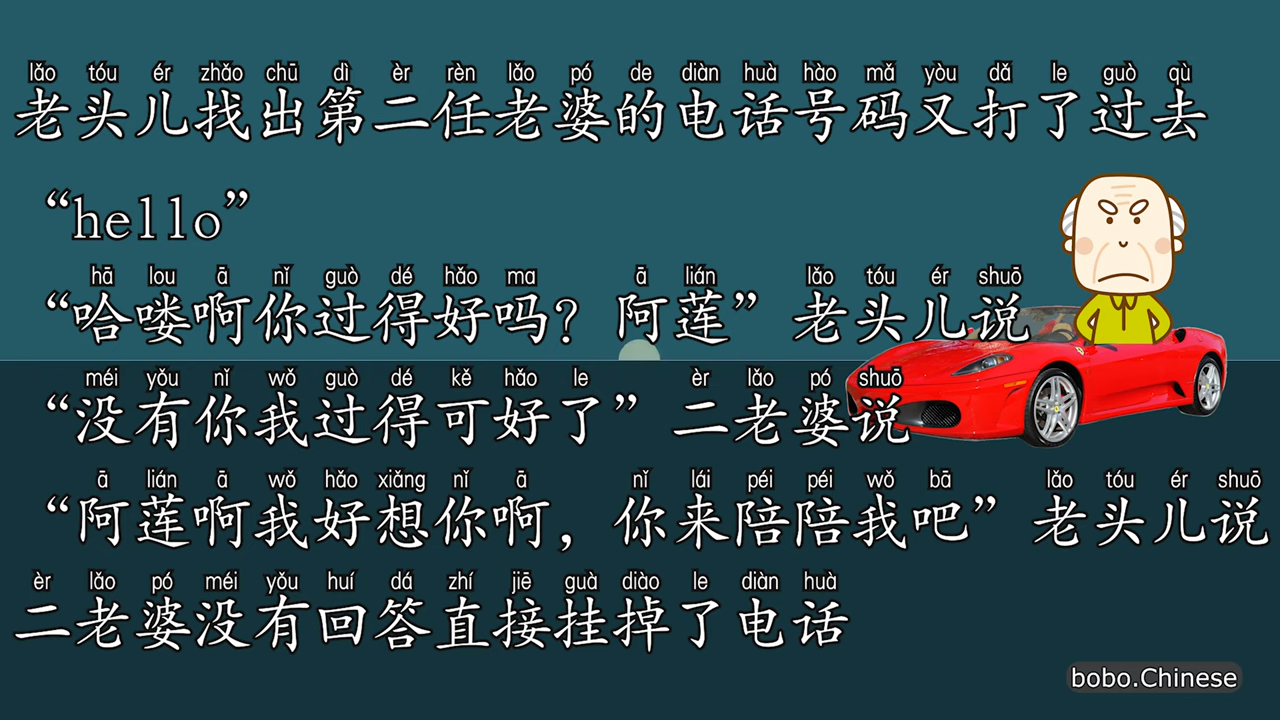 lǎo tóu ér zhǎo chū dì èr rèn lǎo pó de diàn huà hào mǎ yòu dǎ le guò qù
老头儿找出第二任老婆的电话号码又打了过去
“hello”
hā lou ā nǐ guò dé hǎo ma ā lián lǎo tóu ér shuō
“哈喽啊你过得好吗？阿莲”老头儿说
méi yǒu nǐ wǒ guò dé kě hǎo le èr lǎo pó shuō
“没有你我过得可好了”二老婆说
ā lián ā wǒ hǎo xiǎng nǐ ā nǐ lái péi péi wǒ bā lǎo tóu ér shuō
“阿莲啊我好想你啊，你来陪陪我吧”老头儿说
èr lǎo pó méi yǒu huí dá zhí jiē guà diào le diàn huà
二老婆没有回答直接挂掉了电话
bobo.Chinese